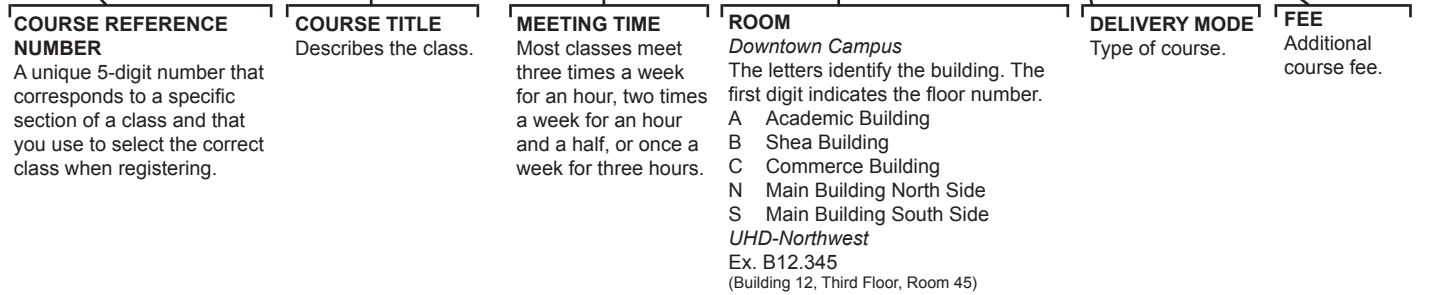 COURSE REFERENCE
NUMBER
A unique 5-digit number that
corresponds to a specific
section of a class and that
you use to select the correct
class when registering.
COURSE TITLE
Describes the class.
MEETING TIME
Most classes meet
three times a week
for an hour, two times
a week for an hour
and a half, or once a
week for three hours.
ROOM
Downtown Campus
The letters identify the building. The
first digit indicates the floor number.
A Academic Building
B Shea Building
C Commerce Building
N Main Building North Side
S Main Building South Side
UHD-Northwest
Ex. B12.345
(Building 12, Third Floor, Room 45)
DELIVERY MODE
Type of course.
FEE
Additional
course fee.